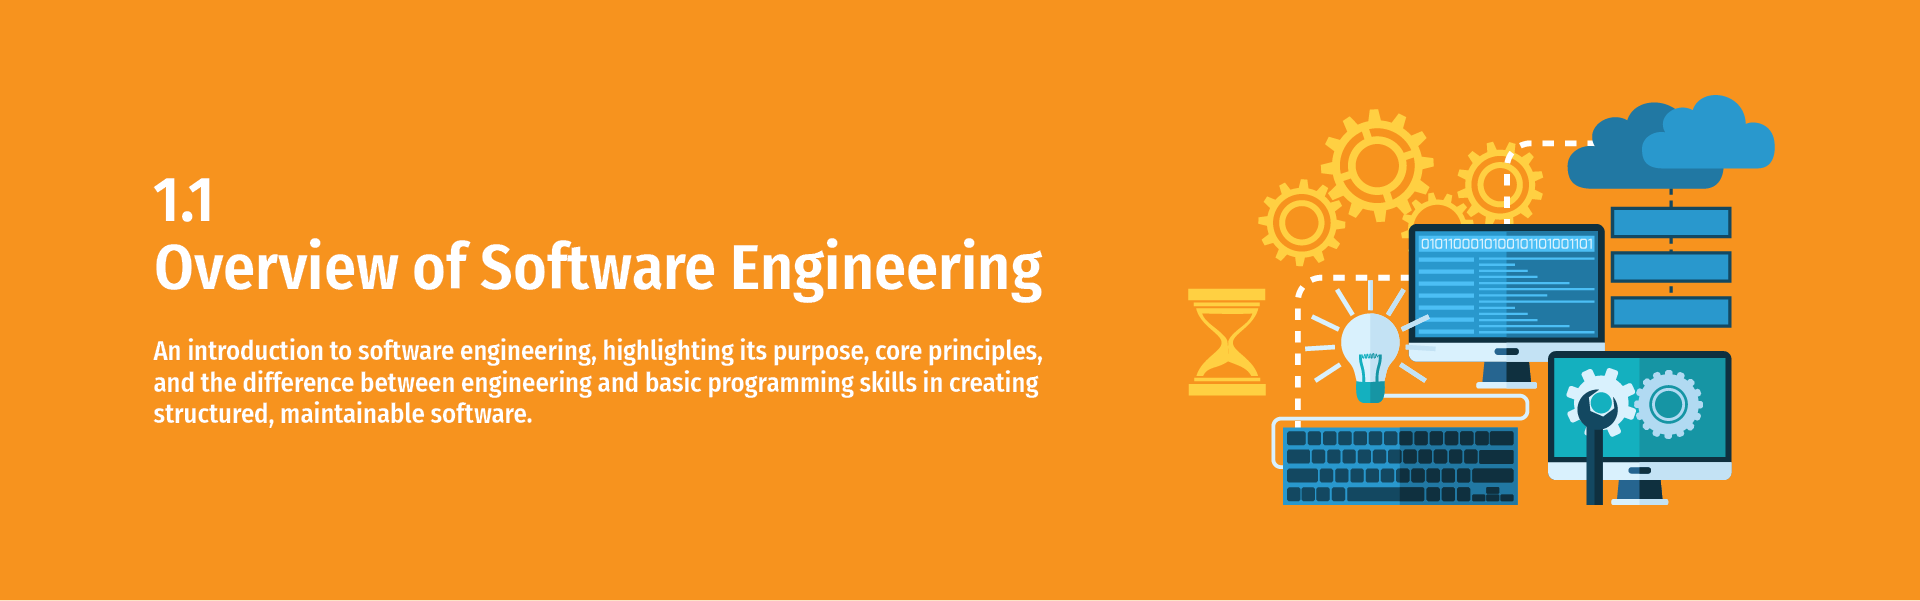 1.1
Overview of Software Engineering
An introduction to software engineering, highlighting its purpose, core principles,
and the difference between engineering and basic programming skills in creating
structured, maintainable software.
0101100010100101101001101